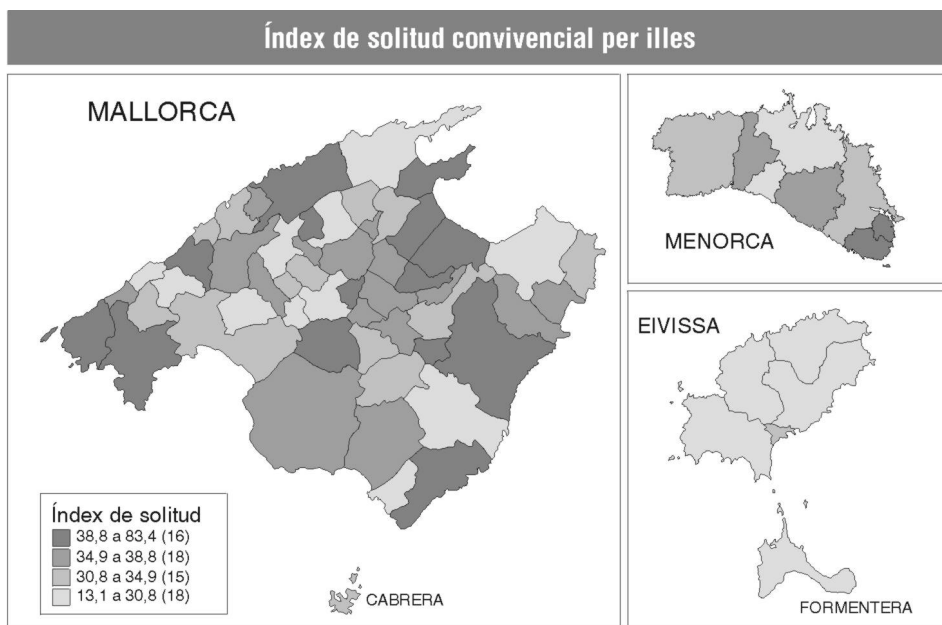 Índex de solitud convivencial per illes
MALLORCA
MENORCA
EIVISSA
Índex de solitud
38,8 a 83,4 (16)
34,9 a 38,8 (18)
30,8 a 34,9 (15)
13,1 a 30,8 (18)
CABRERA
FORMENTERA